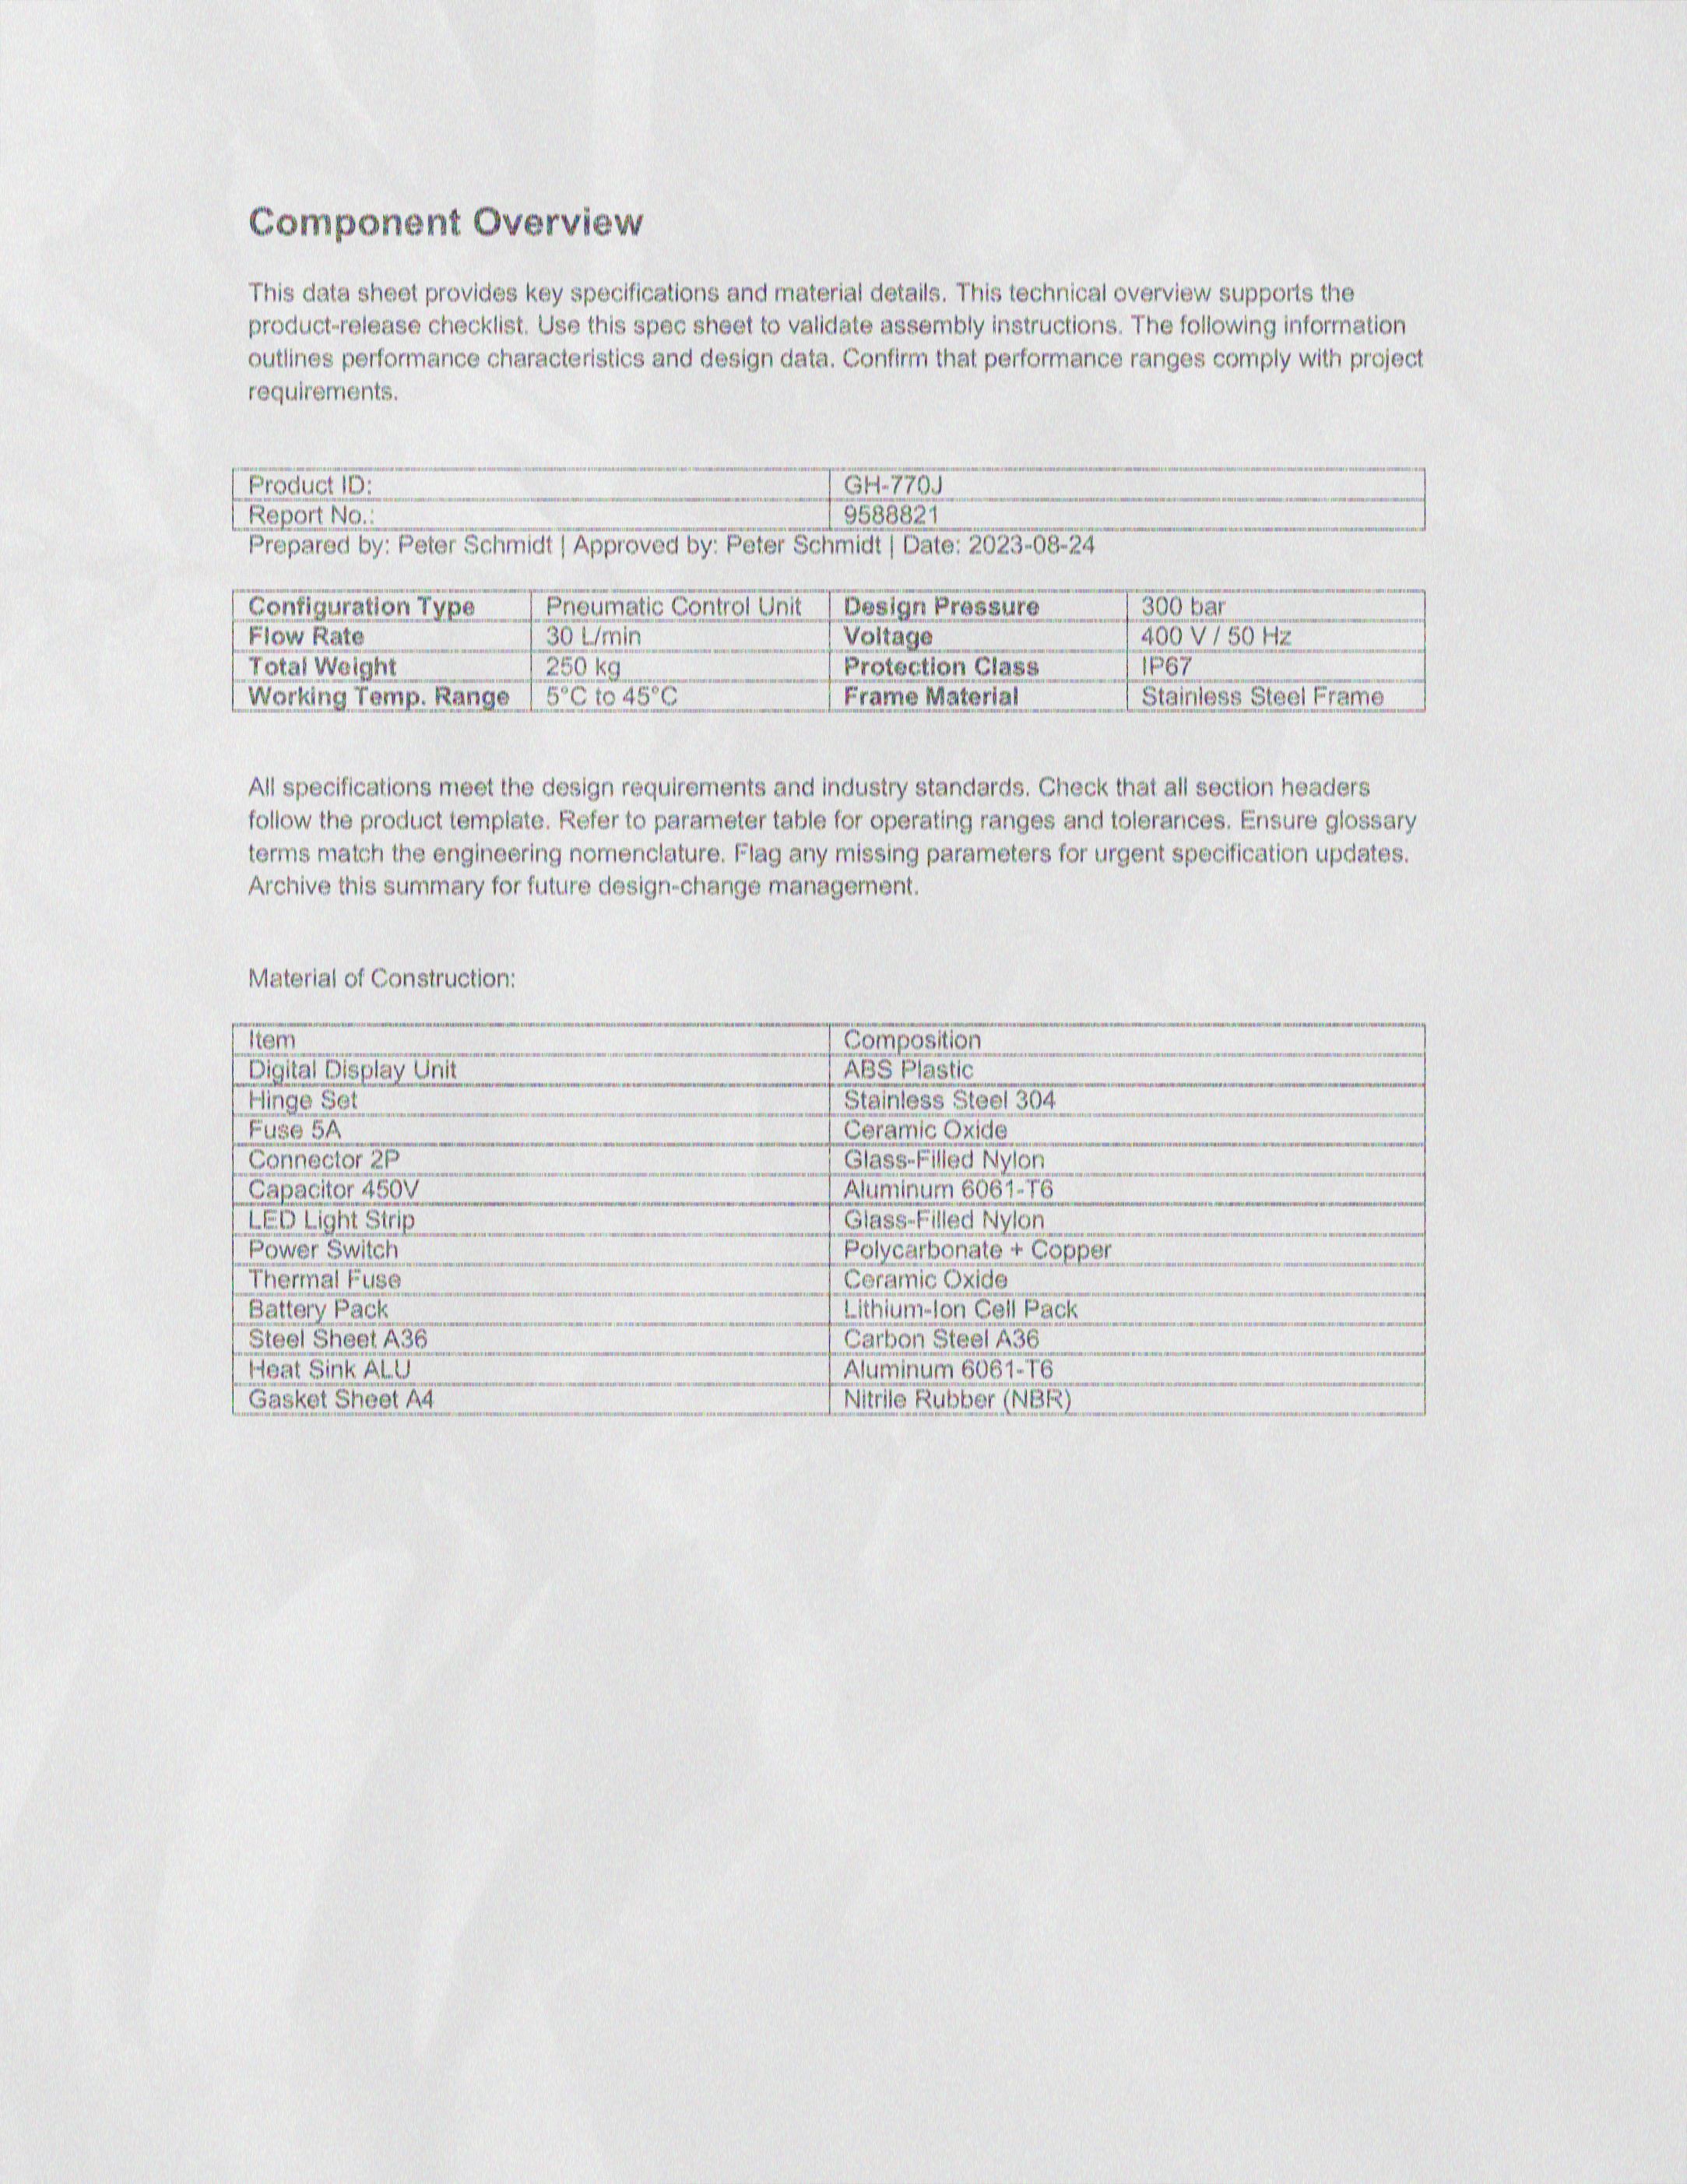 Component Overview
This data sheet provides key specifications and material details. This technical overview supports the
product-release checklist. Use this spec sheet to validate assembly instructions. The following information
outlines performance characteristics and design data. Confirm that performance ranges comply with project
requirements.
Product ID: GH-770J
Report No.: 9588821
Prepared by: Peter Schmidt | Approved by: Peter Schmidt | Date: 2023-08-24
Configuration Type Pneumatic Control Unit Design Pressure 300 bar
Flow Rate 30 L/min Voltage 400 V / 50 Hz
Total Weight 250 kg Protection Class IP67
Working Temp. Range 5°C to 45°C Frame Material Stainless Steel Frame
All specifications meet the design requirements and industry standards. Check that all section headers
follow the product template. Refer to parameter table for operating ranges and tolerances. Ensure glossary
terms match the engineering nomenclature. Flag any missing parameters for urgent specification updates.
Archive this summary for future design-change management.
Material of Construction:
Item Composition
Digital Display Unit ABS Plastic
Hinge Set Stainless Steel 304
Fuse 5A Ceramic Oxide
Connector 2P Glass-Filled Nylon
Capacitor 450V Aluminum 6061-T6
LED Light Strip Glass-Filled Nylon
Power Switch Polycarbonate + Copper
Thermal Fuse Ceramic Oxide
Battery Pack Lithium-Ion Cell Pack
Steel Sheet A36 Carbon Steel A36
Heat Sink ALU Aluminum 6061-T6
Gasket Sheet A4 Nitrile Rubber (NBR)